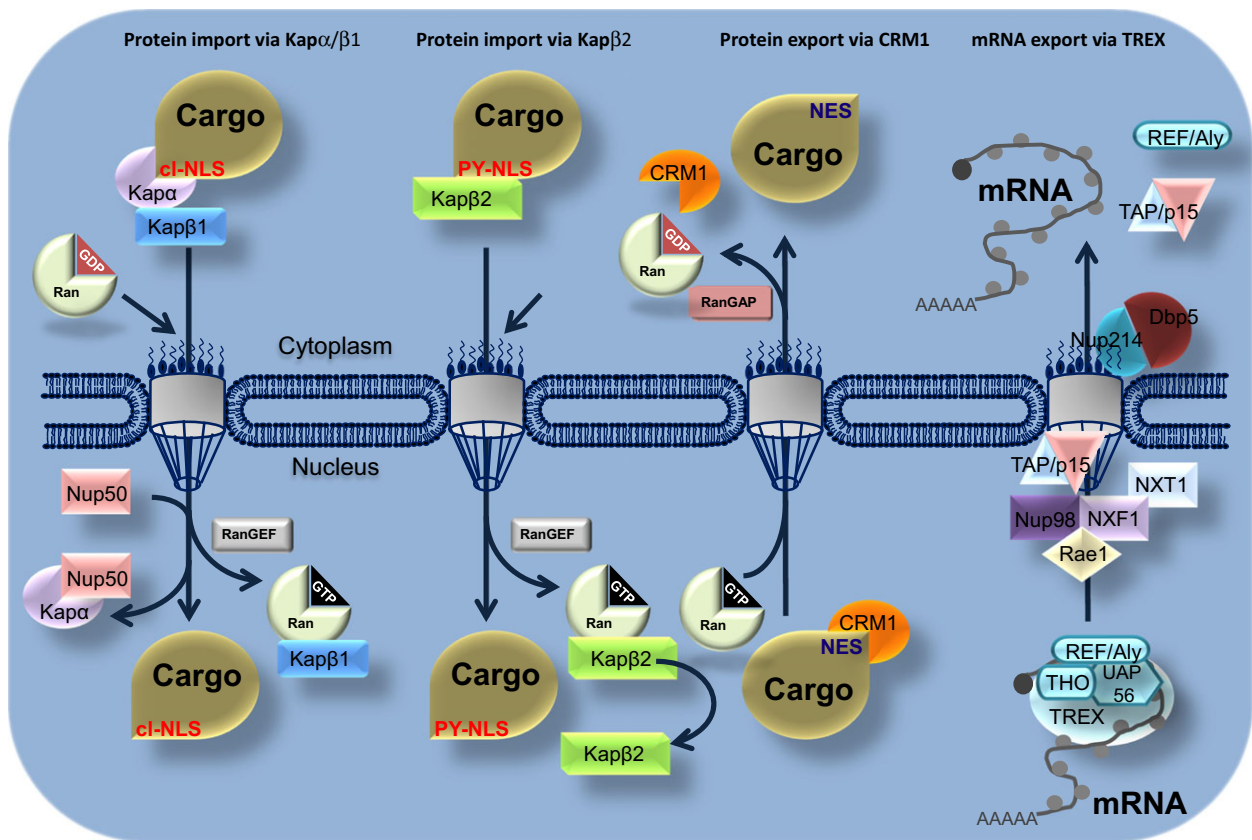 Protein import via Kapα/β1
Protein import via Kapβ2
Protein export via CRM1
mRNA export via TREX
Cargo
cl-NLS
Kapα
Kapβ1
GDP
Ran
Cargo
PY-NLS
Kapβ2
NES
Cargo
CRM1
GDP
Ran
RanGAP
REF/Aly
mRNA
TAP/p15
AAAAA
Dbp5
Nup214
Cytoplasm
Nucleus
Nup50
RanGEF
Nup50
Kapα
GTP
Ran
Kapβ1
Cargo
cl-NLS
RanGEF
GTP
Ran
Kapβ2
Cargo
PY-NLS
Kapβ2
GTP
Ran
CRM1
NES
Cargo
TAP/p15
NXT1
Nup98
NXF1
Rae1
REF/Aly
THO
UAP
56
TREX
mRNA
AAAAA